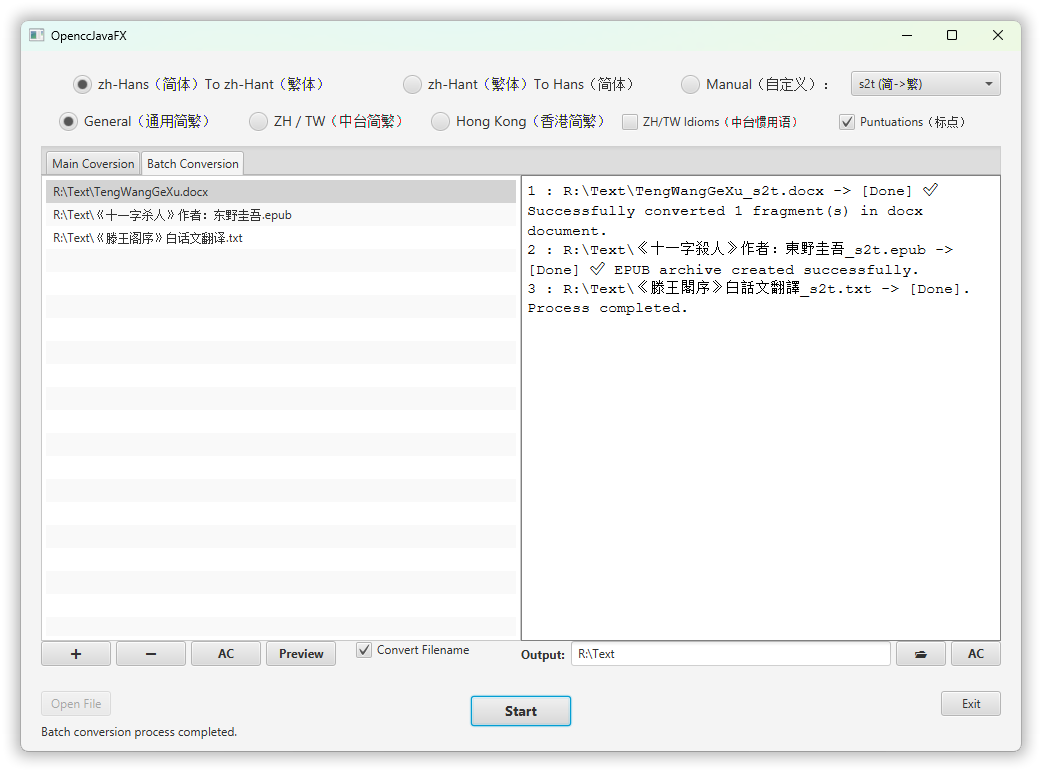 OpenccJavaFX
zh-Hans（简体）To zh-Hant（繁体）
zh-Hant（繁体）To Hans（简体）
Manual（自定义）：
s2t (简->繁)
General（通用简繁）
ZH / TW（中台简繁）
Hong Kong（香港简繁）
ZH/TW Idioms（中台惯用语）
Puntuations（标点）
Main Coversion
Batch Conversion
R:\Text\TengWangGeXu.docx
R:\Text\《十一字杀人》作者：东野圭吾.epub
R:\Text\《滕王阁序》白话文翻译.txt
1 : R:\Text\TengWangGeXu_s2t.docx -> [Done] ✅
Successfully converted 1 fragment(s) in docx
document.
2 : R:\Text\《十一字殺人》作者：東野圭吾_s2t.epub ->
[Done] ✅ EPUB archive created successfully.
3 : R:\Text\《滕王閣序》白話文翻譯_s2t.txt -> [Done].
Process completed.
+
−
AC
Preview
Convert Filename
Output:
R:\Text
AC
Open File
Start
Exit
Batch conversion process completed.